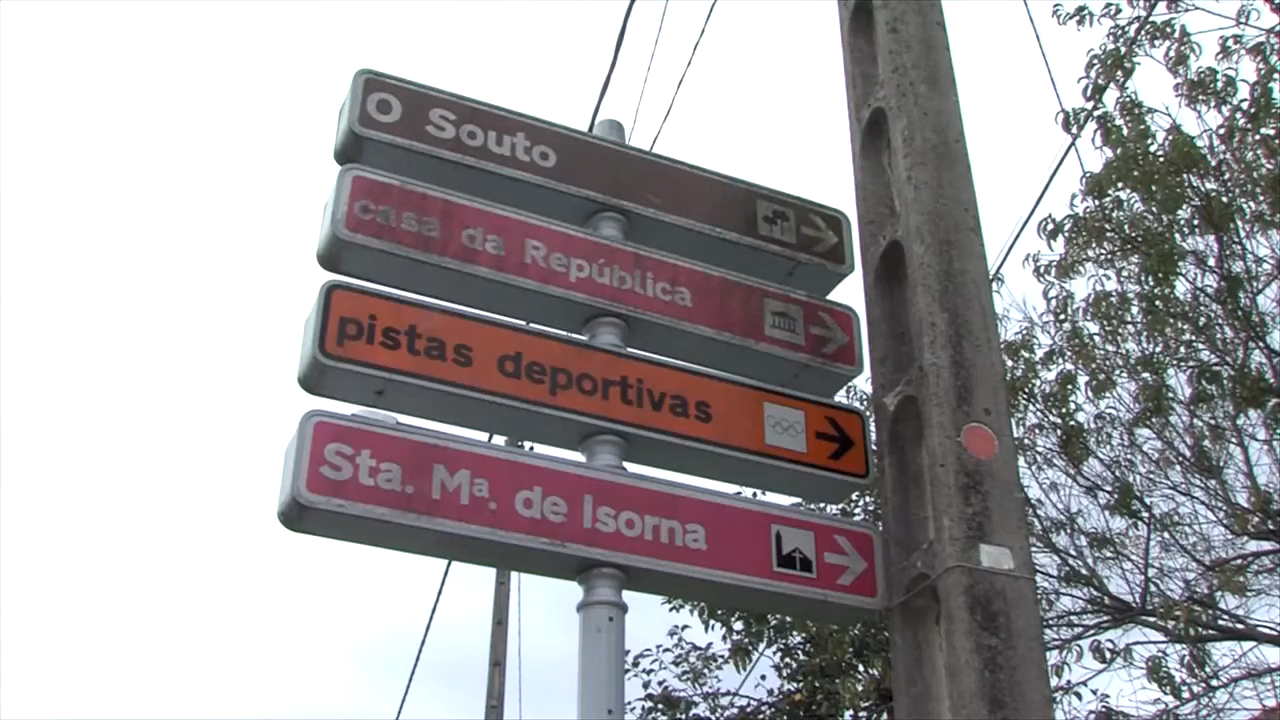 O Souto
casa da República
pistas deportivas
Sta. Mª. de Isorna